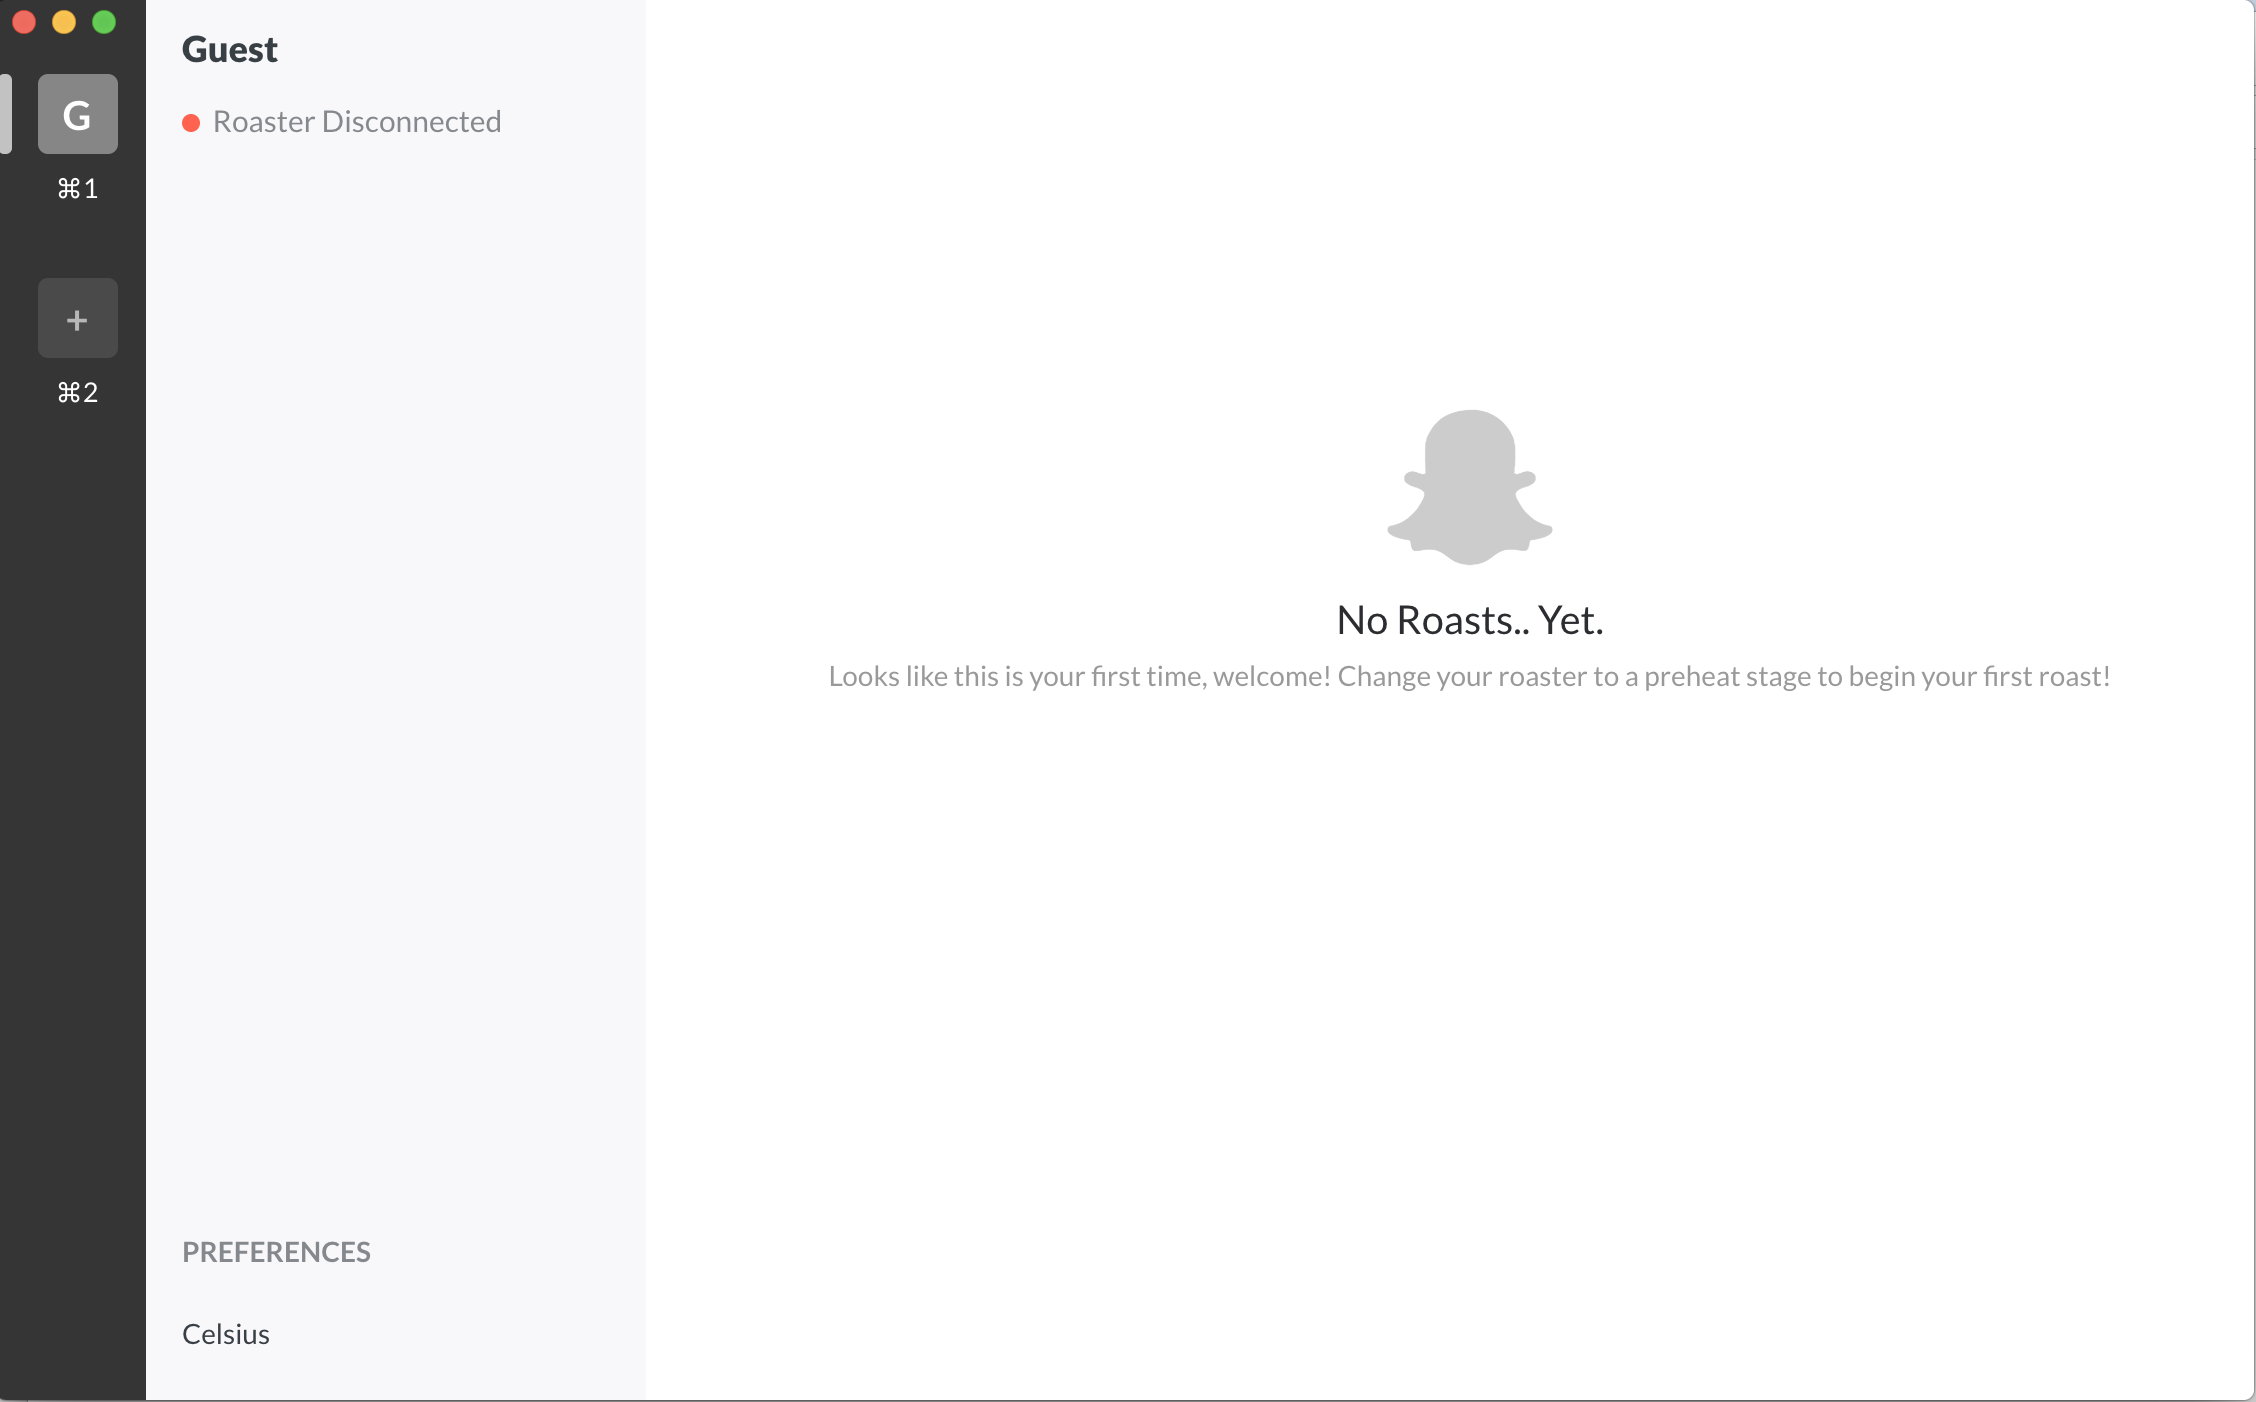 G
⌘1
+
⌘2
Guest
Roaster Disconnected
PREFERENCES
Celsius
No Roasts.. Yet.
Looks like this is your first time, welcome! Change your roaster to a preheat stage to begin your first roast!